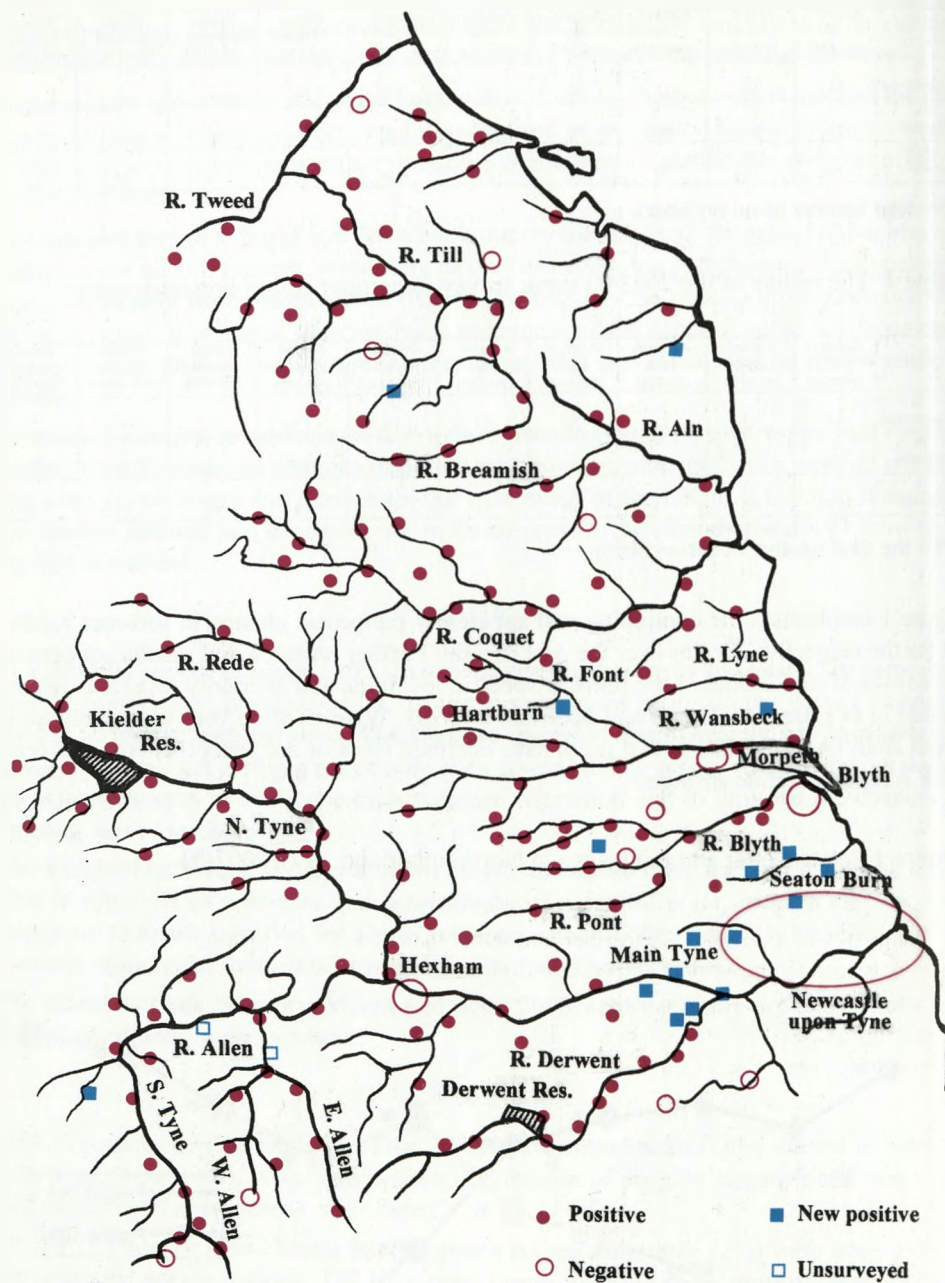 R. Tweed
R. Till
R. Aln
R. Breamish
R. Coquet
R. Rede
R. Font
R. Lyne
Kielder
Res.
Hartburn
R. Wansbeck
Morpeth
Blyth
N. Tyne
R. Blyth
Seaton Burn
R. Pont
Main Tyne
Hexham
Newcastle
upon Tyne
R. Allen
R. Derwent
Derwent Res.
S. Tyne
W. Allen
E. Allen
Positive
New positive
Negative
Unsurveyed